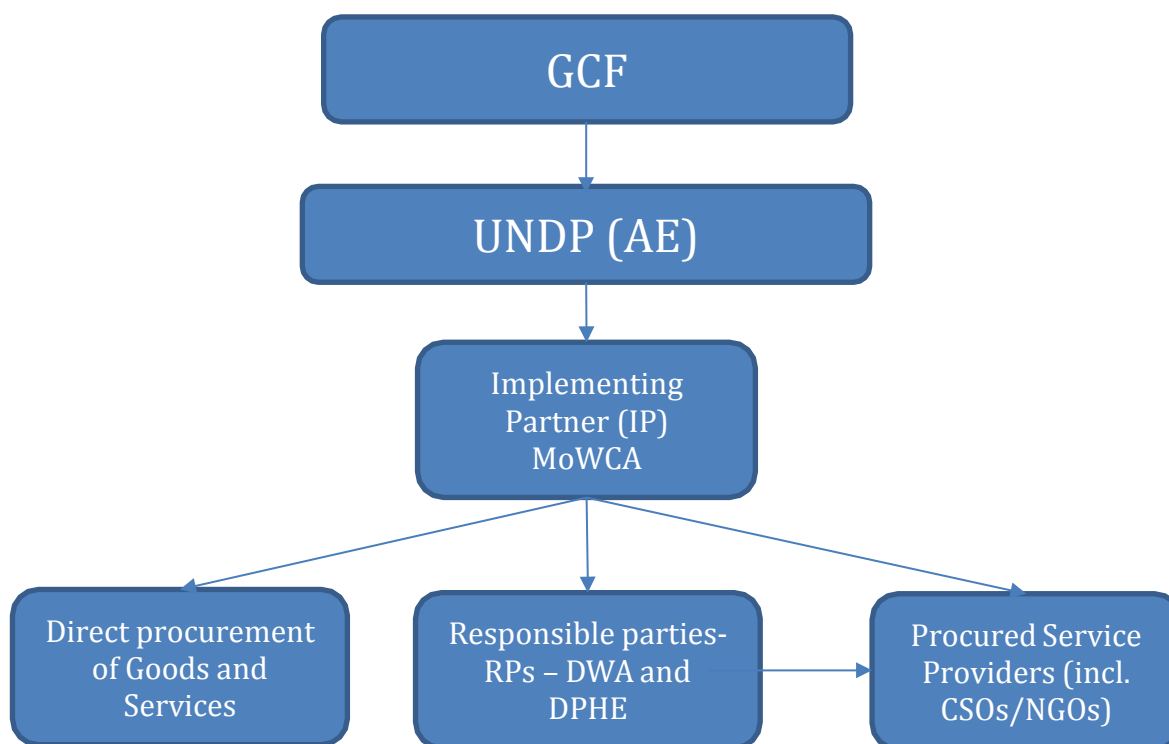 GCF
UNDP (AE)
Implementing
Partner (IP)
MoWCA
Direct procurement
of Goods and
Services
Responsible parties-
RPs – DWA and
DPHE
Procured Service
Providers (incl.
CSOs/NGOs)